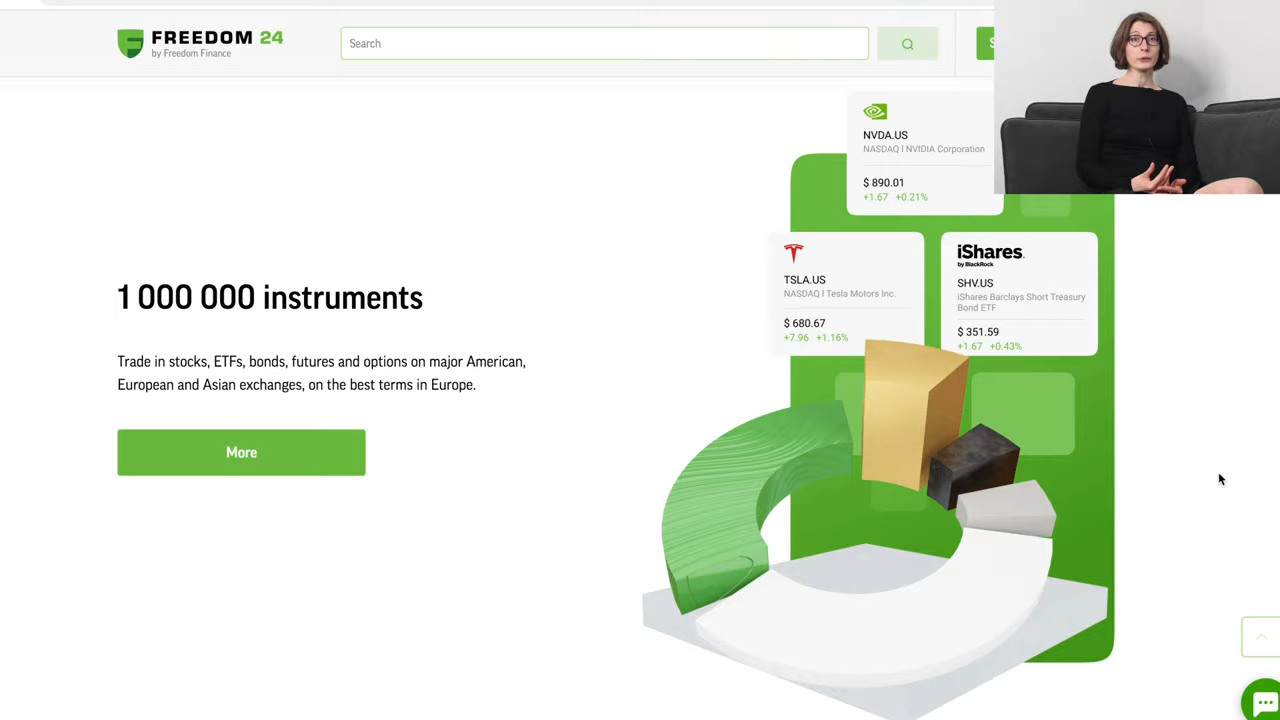 FREEDOM 24
by Freedom Finance
Search
S
NVDA.US
NASDAQ I NVIDIA Corporation
$ 890.01
+1.67 +0.21%
TSLA.US
NASDAQ I Tesla Motors Inc.
$ 680.67
+7.96 +1.16%
iShares.
by BlackRock
SHV.US
iShares Barclays Short Treasury
Bond ETF
$ 351.59
+1.67 +0.43%
1 000 000 instruments
Trade in stocks, ETFs, bonds, futures and options on major American,
European and Asian exchanges, on the best terms in Europe.
More